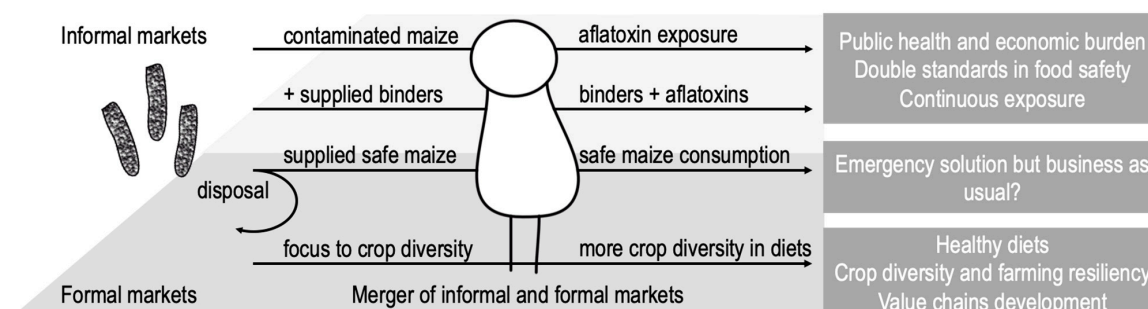 Informal markets
contaminated maize
aflatoxin exposure
Public health and economic burden
Double standards in food safety
Continuous exposure
+ supplied binders
binders + aflatoxins
supplied safe maize
safe maize consumption
Emergency solution but business as
usual?
disposal
focus to crop diversity
more crop diversity in diets
Healthy diets
Crop diversity and farming resiliency
Value chains development
Formal markets
Merger of informal and formal markets